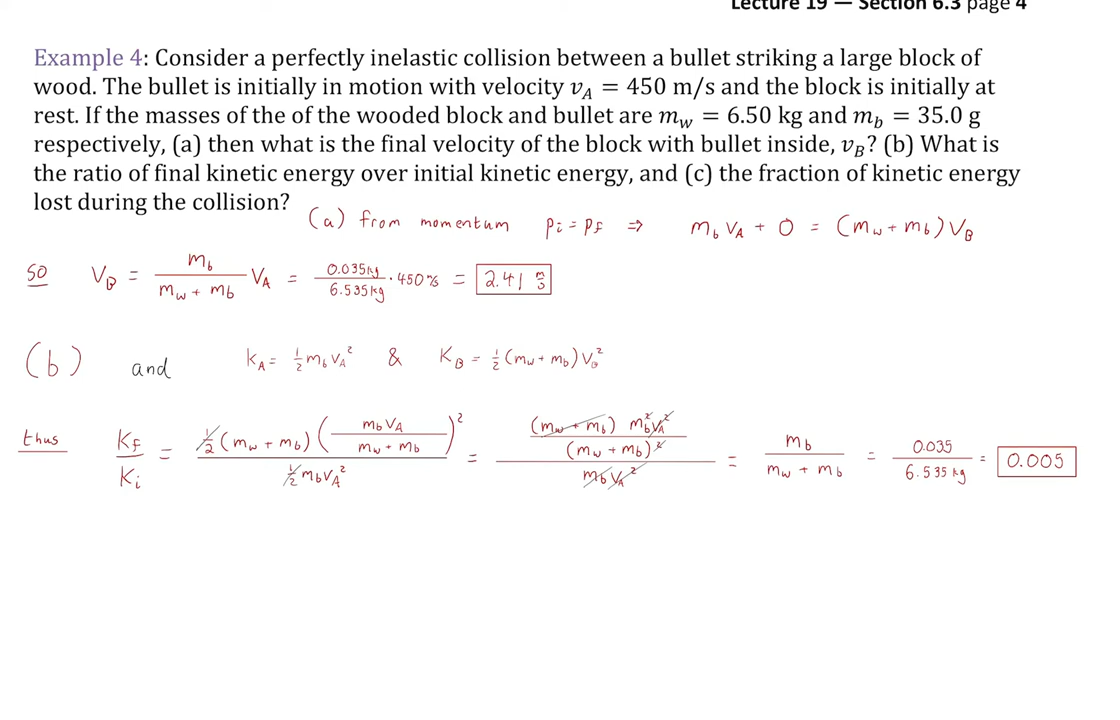 Lecture 19 — Section 6.3 page 4
Example 4: Consider a perfectly inelastic collision between a bullet striking a large block of
wood. The bullet is initially in motion with velocity v_A = 450 m/s and the block is initially at
rest. If the masses of the of the wooded block and bullet are m_w = 6.50 kg and m_b = 35.0 g
respectively, (a) then what is the final velocity of the block with bullet inside, v_B? (b) What is
the ratio of final kinetic energy over initial kinetic energy, and (c) the fraction of kinetic energy
lost during the collision?
(a) from momentum p_i = p_f ⇒ m_b v_A + 0 = (m_w + m_b) v_B
so v_B = m_b / (m_w + m_b) v_A = 0.035 kg / 6.535 kg · 450 m/s = 2.41 m/s
(b) and K_A = 1/2 m_b v_A^2 & K_B = 1/2 (m_w + m_b) v_B^2
thus K_f / K_i = 1/2 (m_w + m_b) (m_b v_A / (m_w + m_b))^2 / 1/2 m_b v_A^2 = (m_w + m_b) m_b^2 v_A^2 / (m_w + m_b)^2 / m_b v_A^2 = m_b / (m_w + m_b) = 0.035 / 6.535 kg = 0.005